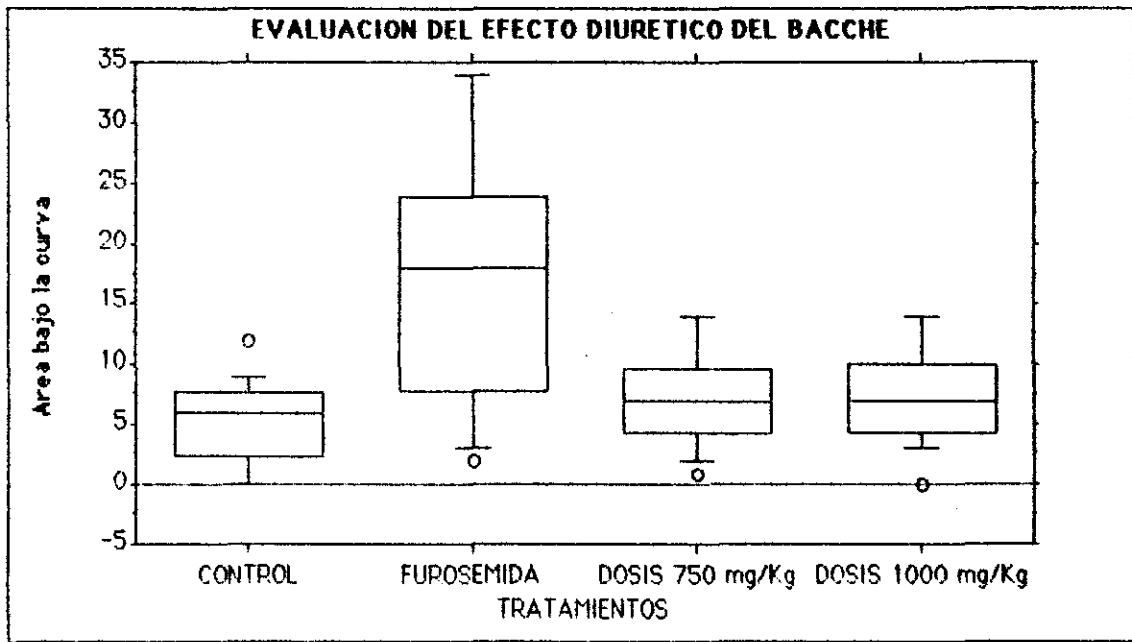 EVALUACION DEL EFECTO DIURETICO DEL BACCHE
35
30
25
20
15
10
5
0
-5
Area bajo la curva
CONTROL FUROSEMIDA DOSIS 750 mg/Kg DOSIS 1000 mg/Kg
TRATAMIENTOS